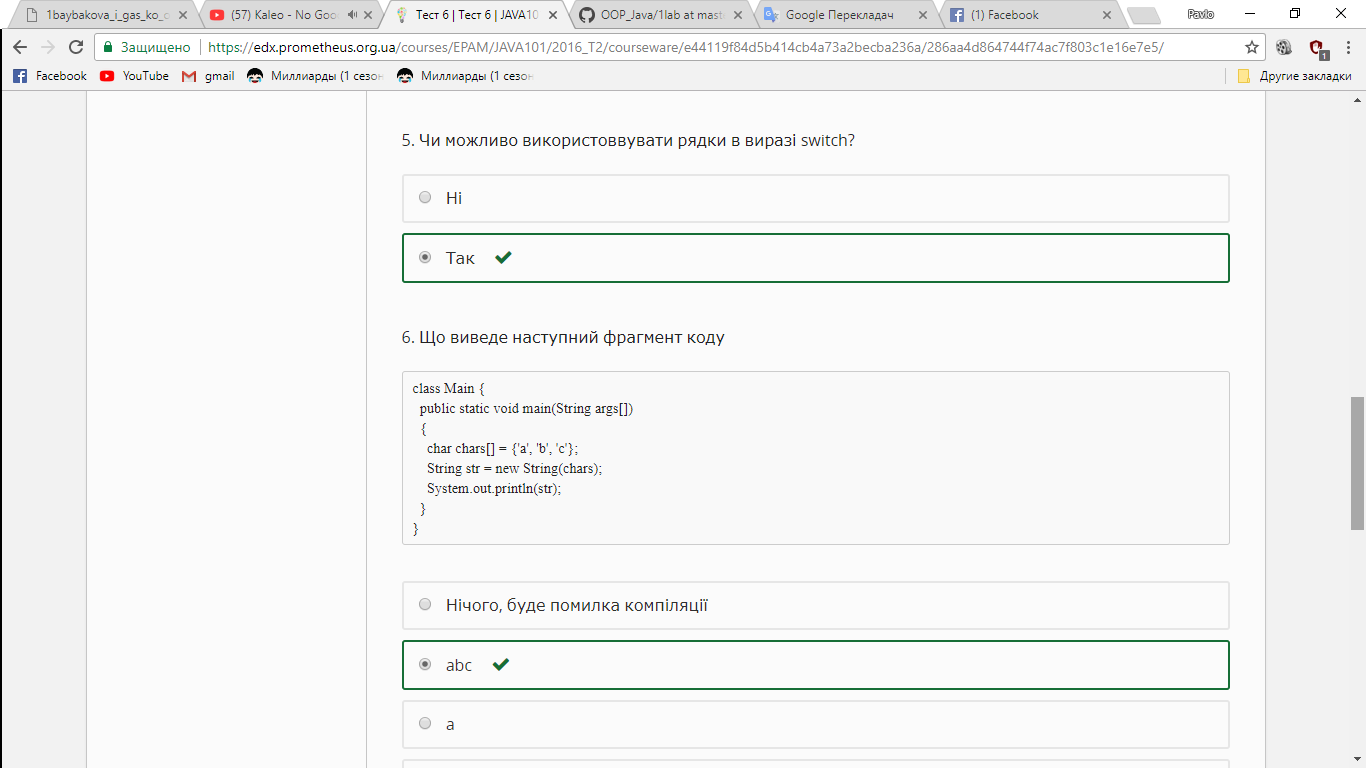 1baybakova_i_gas_ko_o
(57) Kaleo - No Goo
Тест 6 | Тест 6 | JAVA10
OOP_Java/1lab at mast
Google Перекладач
(1) Facebook
Pavlo
Защищено
https://edx.prometheus.org.ua/courses/EPAM/JAVA101/2016_T2/courseware/e44119f84d5b414cb4a73a2becba236a/286aa4d864744f74ac7f803c1e16e7e5/
1
Facebook
YouTube
gmail
Миллиарды (1 сезон
Миллиарды (1 сезон
Другие закладки
5. Чи можливо використоввувати рядки в виразі switch?
Ні
Так
6. Що виведе наступний фрагмент коду
class Main {
public static void main(String args[])
{
char chars[] = {'a', 'b', 'c'};
String str = new String(chars);
System.out.println(str);
}
}
Нічого, буде помилка компіляції
abc
a